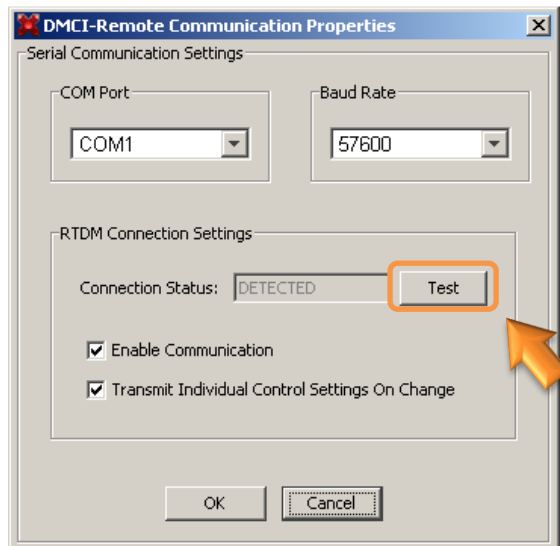 DMCI-Remote Communication Properties
Serial Communication Settings
COM Port
Baud Rate
COM1
57600
RTDM Connection Settings
Connection Status: DETECTED Test
Enable Communication
Transmit Individual Control Settings On Change
OK Cancel